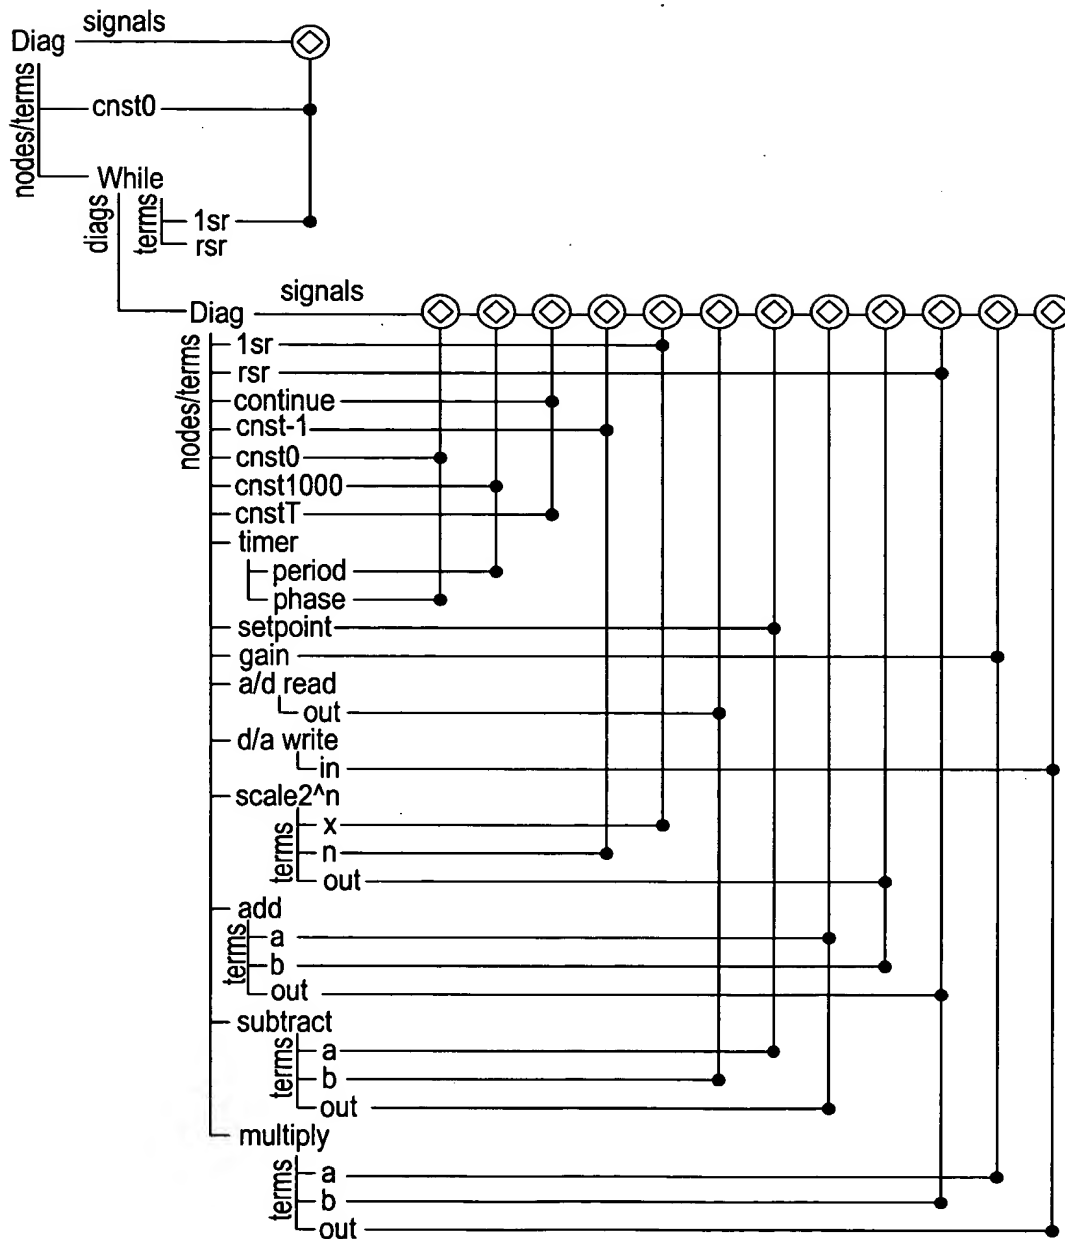 signals
Diag
nodes/terms
cnst0
While
diags
terms
1sr
rsr
signals
Diag
nodes/terms
1sr
rsr
continue
cnst-1
cnst0
cnst1000
cnstT
timer
period
phase
setpoint
gain
a/d read
out
d/a write
in
scale2^n
terms
x
n
out
add
terms
a
b
out
subtract
terms
a
b
out
multiply
terms
a
b
out